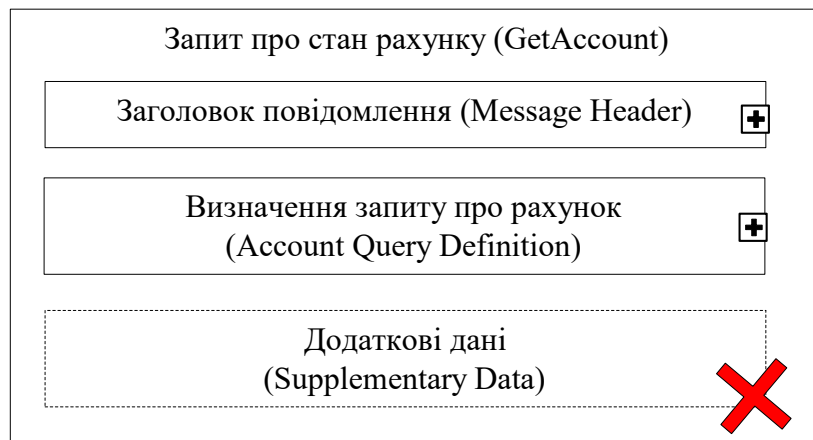 Запит про стан рахунку (GetAccount)
Заголовок повідомлення (Message Header)
Визначення запиту про рахунок
(Account Query Definition)
Додаткові дані
(Supplementary Data)